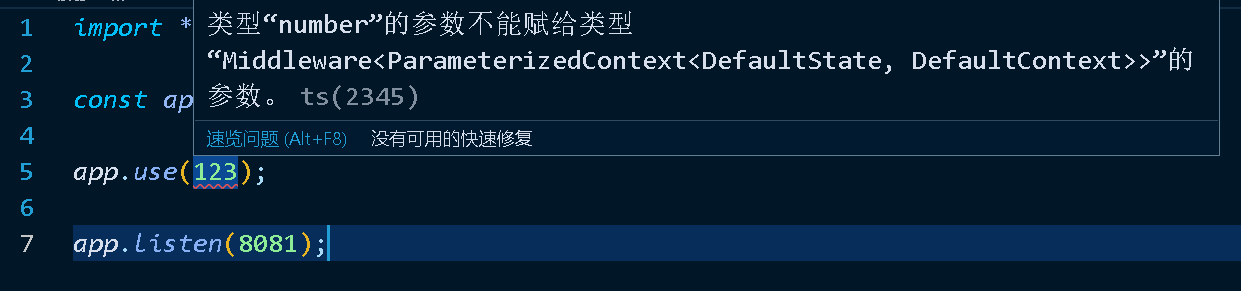 1 import *
类型“number”的参数不能赋给类型
2
“Middleware<ParameterizedContext<DefaultState, DefaultContext>>”的
3 const ap
参数。 ts(2345)
4
速览问题 (Alt+F8) 没有可用的快速修复
5 app.use(123);
6
7 app.listen(8081);